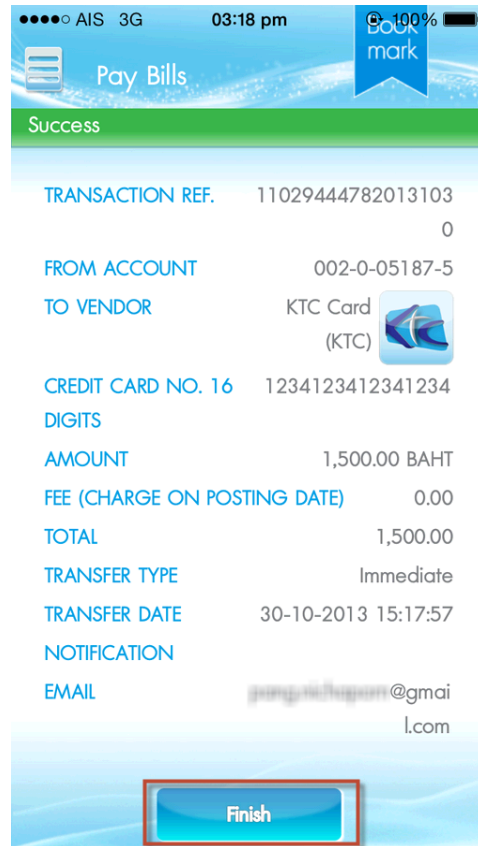 AIS 3G 03:18 pm 100%
Book
mark
Pay Bills
Success
TRANSACTION REF. 11029444782013103
0
FROM ACCOUNT 002-0-05187-5
TO VENDOR KTC Card
(KTC)
CREDIT CARD NO. 16 1234123412341234
DIGITS
AMOUNT 1,500.00 BAHT
FEE (CHARGE ON POSTING DATE) 0.00
TOTAL 1,500.00
TRANSFER TYPE Immediate
TRANSFER DATE 30-10-2013 15:17:57
NOTIFICATION
EMAIL @gmai
l.com
Finish